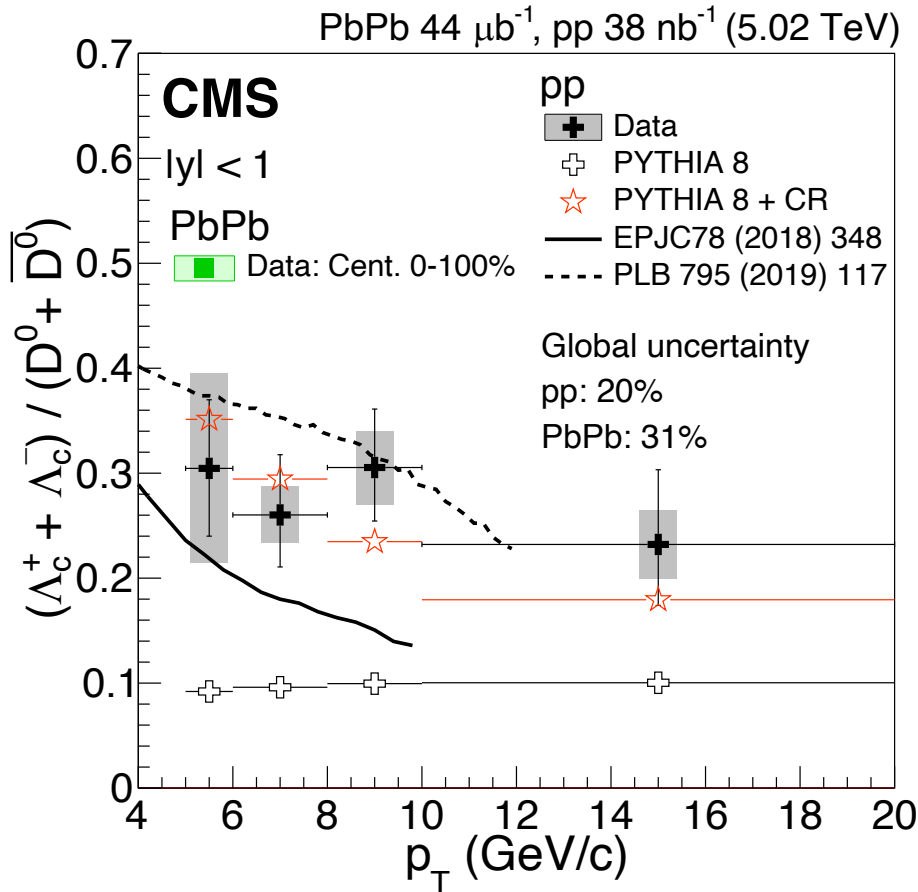 PbPb 44 μb⁻¹, pp 38 nb⁻¹ (5.02 TeV)
CMS
|y| < 1
PbPb
Data: Cent. 0-100%
pp
Data
PYTHIA 8
PYTHIA 8 + CR
EPJC78 (2018) 348
PLB 795 (2019) 117
Global uncertainty
pp: 20%
PbPb: 31%
(Λ_c⁺ + Λ_c⁻) / (D⁰ + D̅⁰)
0.7
0.6
0.5
0.4
0.3
0.2
0.1
0
4 6 8 10 12 14 16 18 20
p_T (GeV/c)